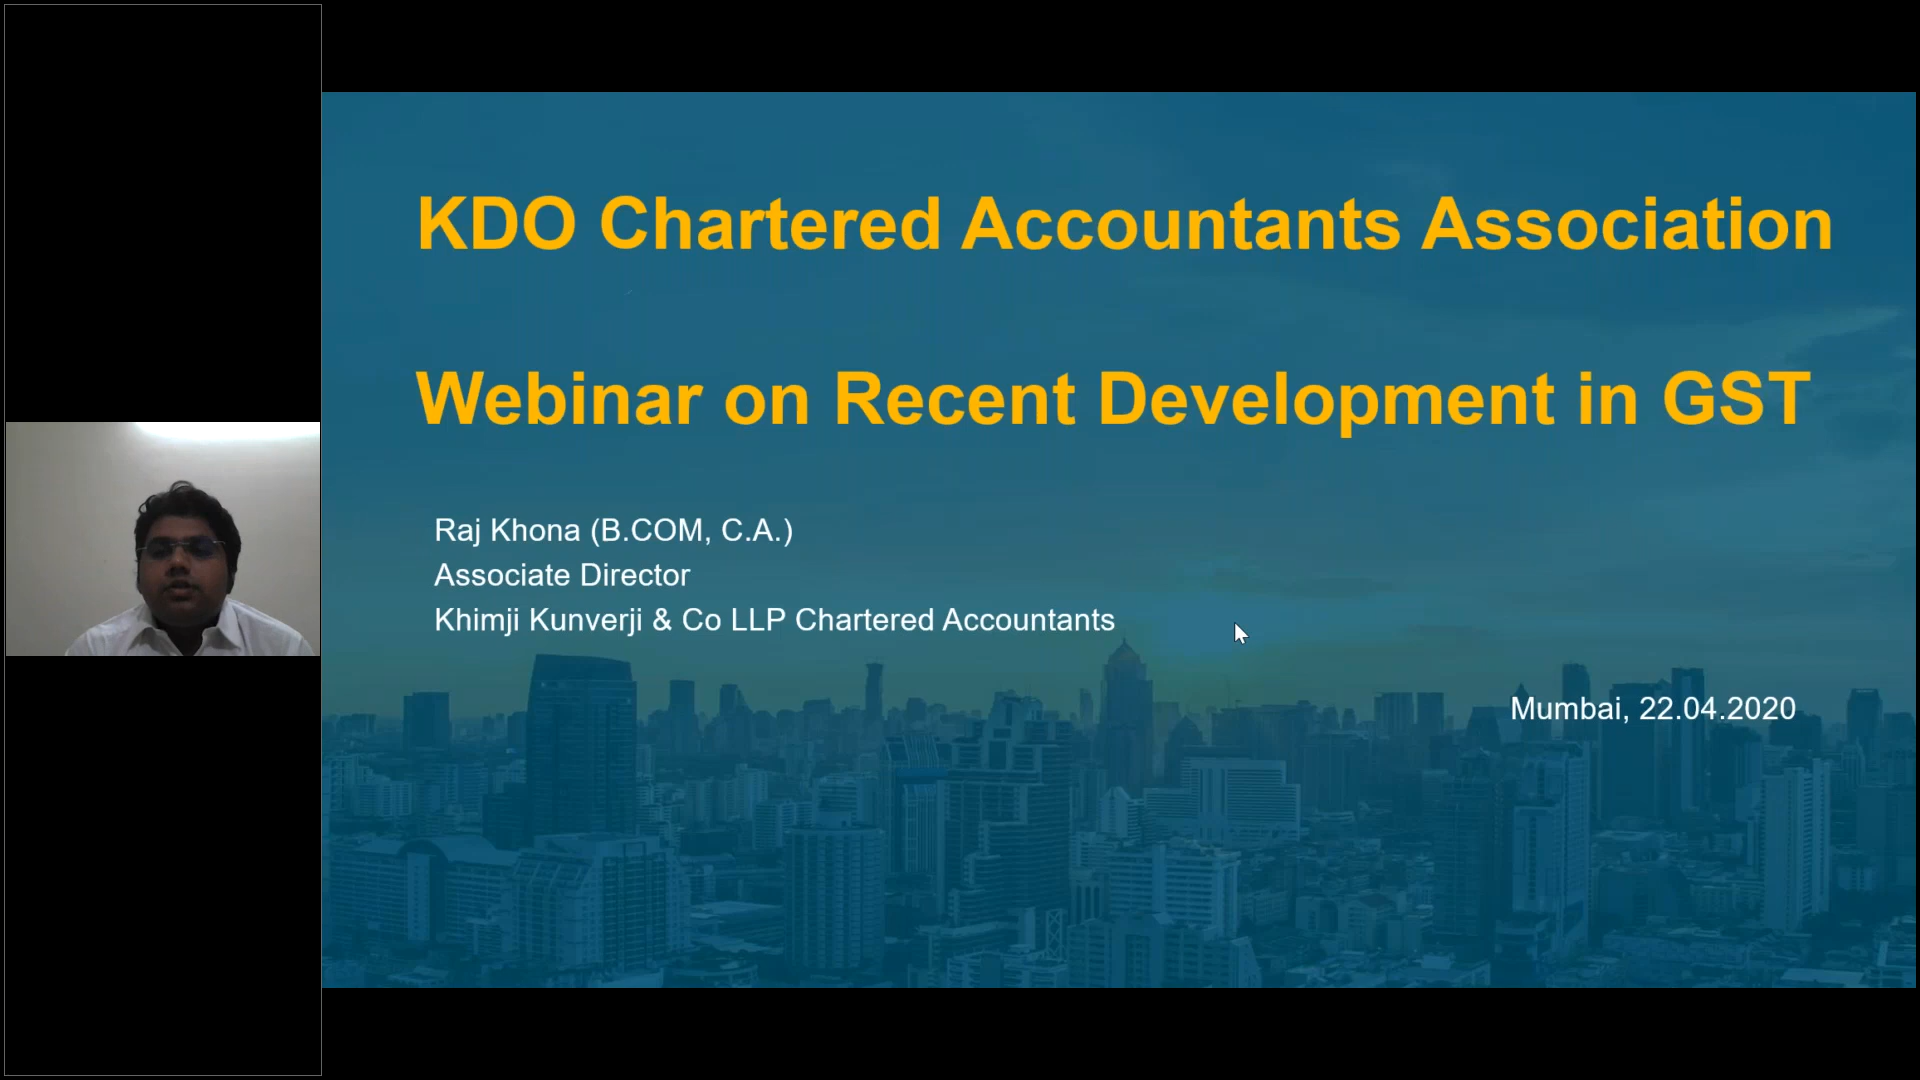 KDO Chartered Accountants Association
Webinar on Recent Development in GST
Raj Khona (B.COM, C.A.)
Associate Director
Khimji Kunverji & Co LLP Chartered Accountants
Mumbai, 22.04.2020